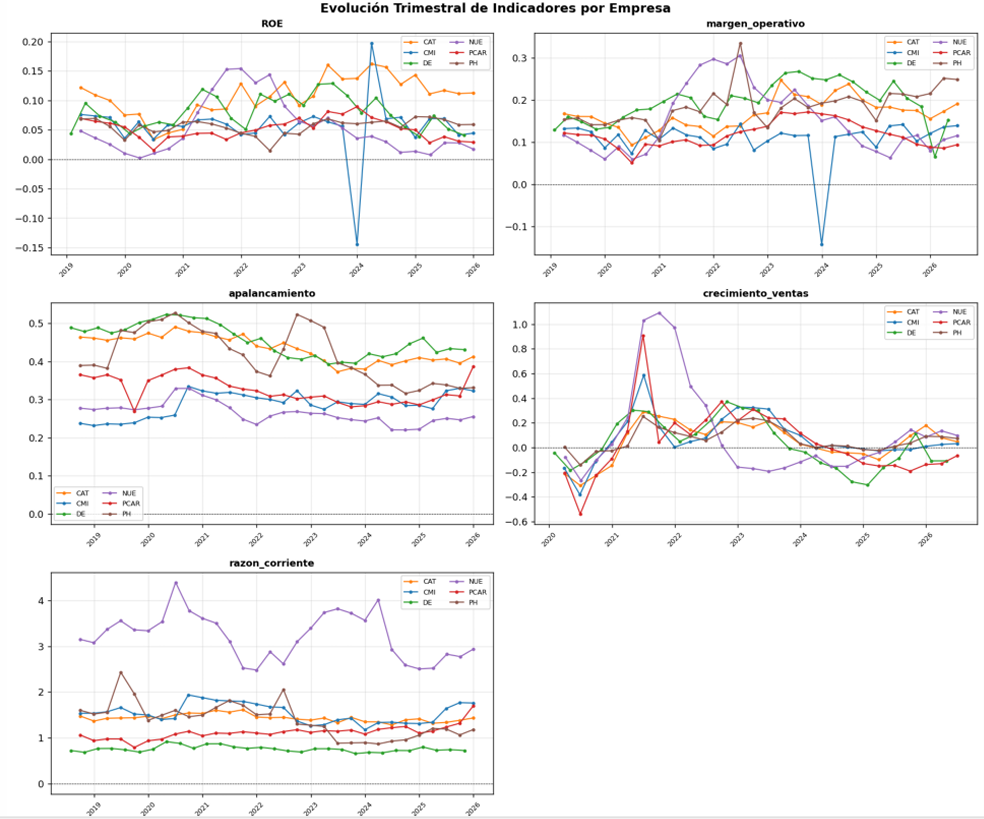 Evolución Trimestral de Indicadores por Empresa
ROE
CAT NUE
CMI PCAR
DE PH
0.20
0.15
0.10
0.05
0.00
−0.05
−0.10
−0.15
2019 2020 2021 2022 2023 2024 2025 2026
margen_operativo
CAT NUE
CMI PCAR
DE PH
0.3
0.2
0.1
0.0
−0.1
2019 2020 2021 2022 2023 2024 2025 2026
apalancamiento
0.5
0.4
0.3
0.2
0.1
0.0
CAT NUE
CMI PCAR
DE PH
2019 2020 2021 2022 2023 2024 2025 2026
crecimiento_ventas
CAT NUE
CMI PCAR
DE PH
1.0
0.8
0.6
0.4
0.2
0.0
−0.2
−0.4
−0.6
2020 2021 2022 2023 2024 2025 2026
razon_corriente
CAT NUE
CMI PCAR
DE PH
4
3
2
1
0
2019 2020 2021 2022 2023 2024 2025 2026